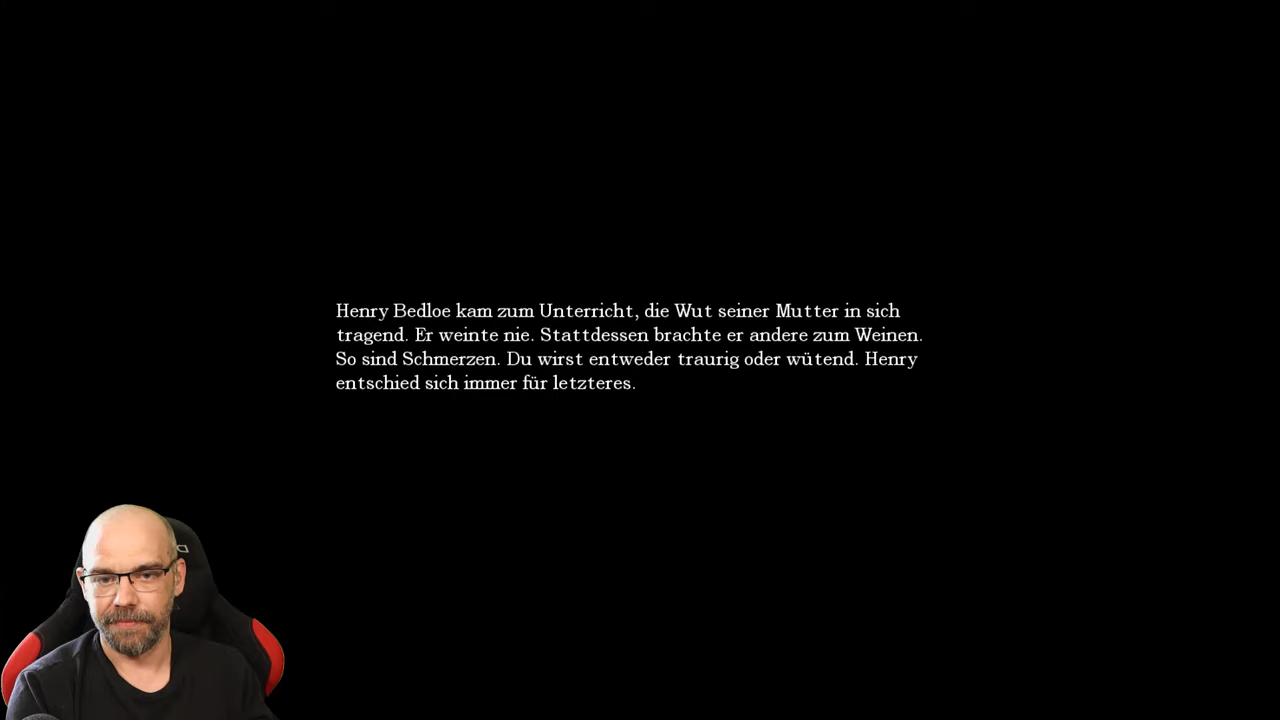 Henry Bedloe kam zum Unterricht, die Wut seiner Mutter in sich
tragend. Er weinte nie. Stattdessen brachte er andere zum Weinen.
So sind Schmerzen. Du wirst entweder traurig oder wütend. Henry
entschied sich immer für letzteres.